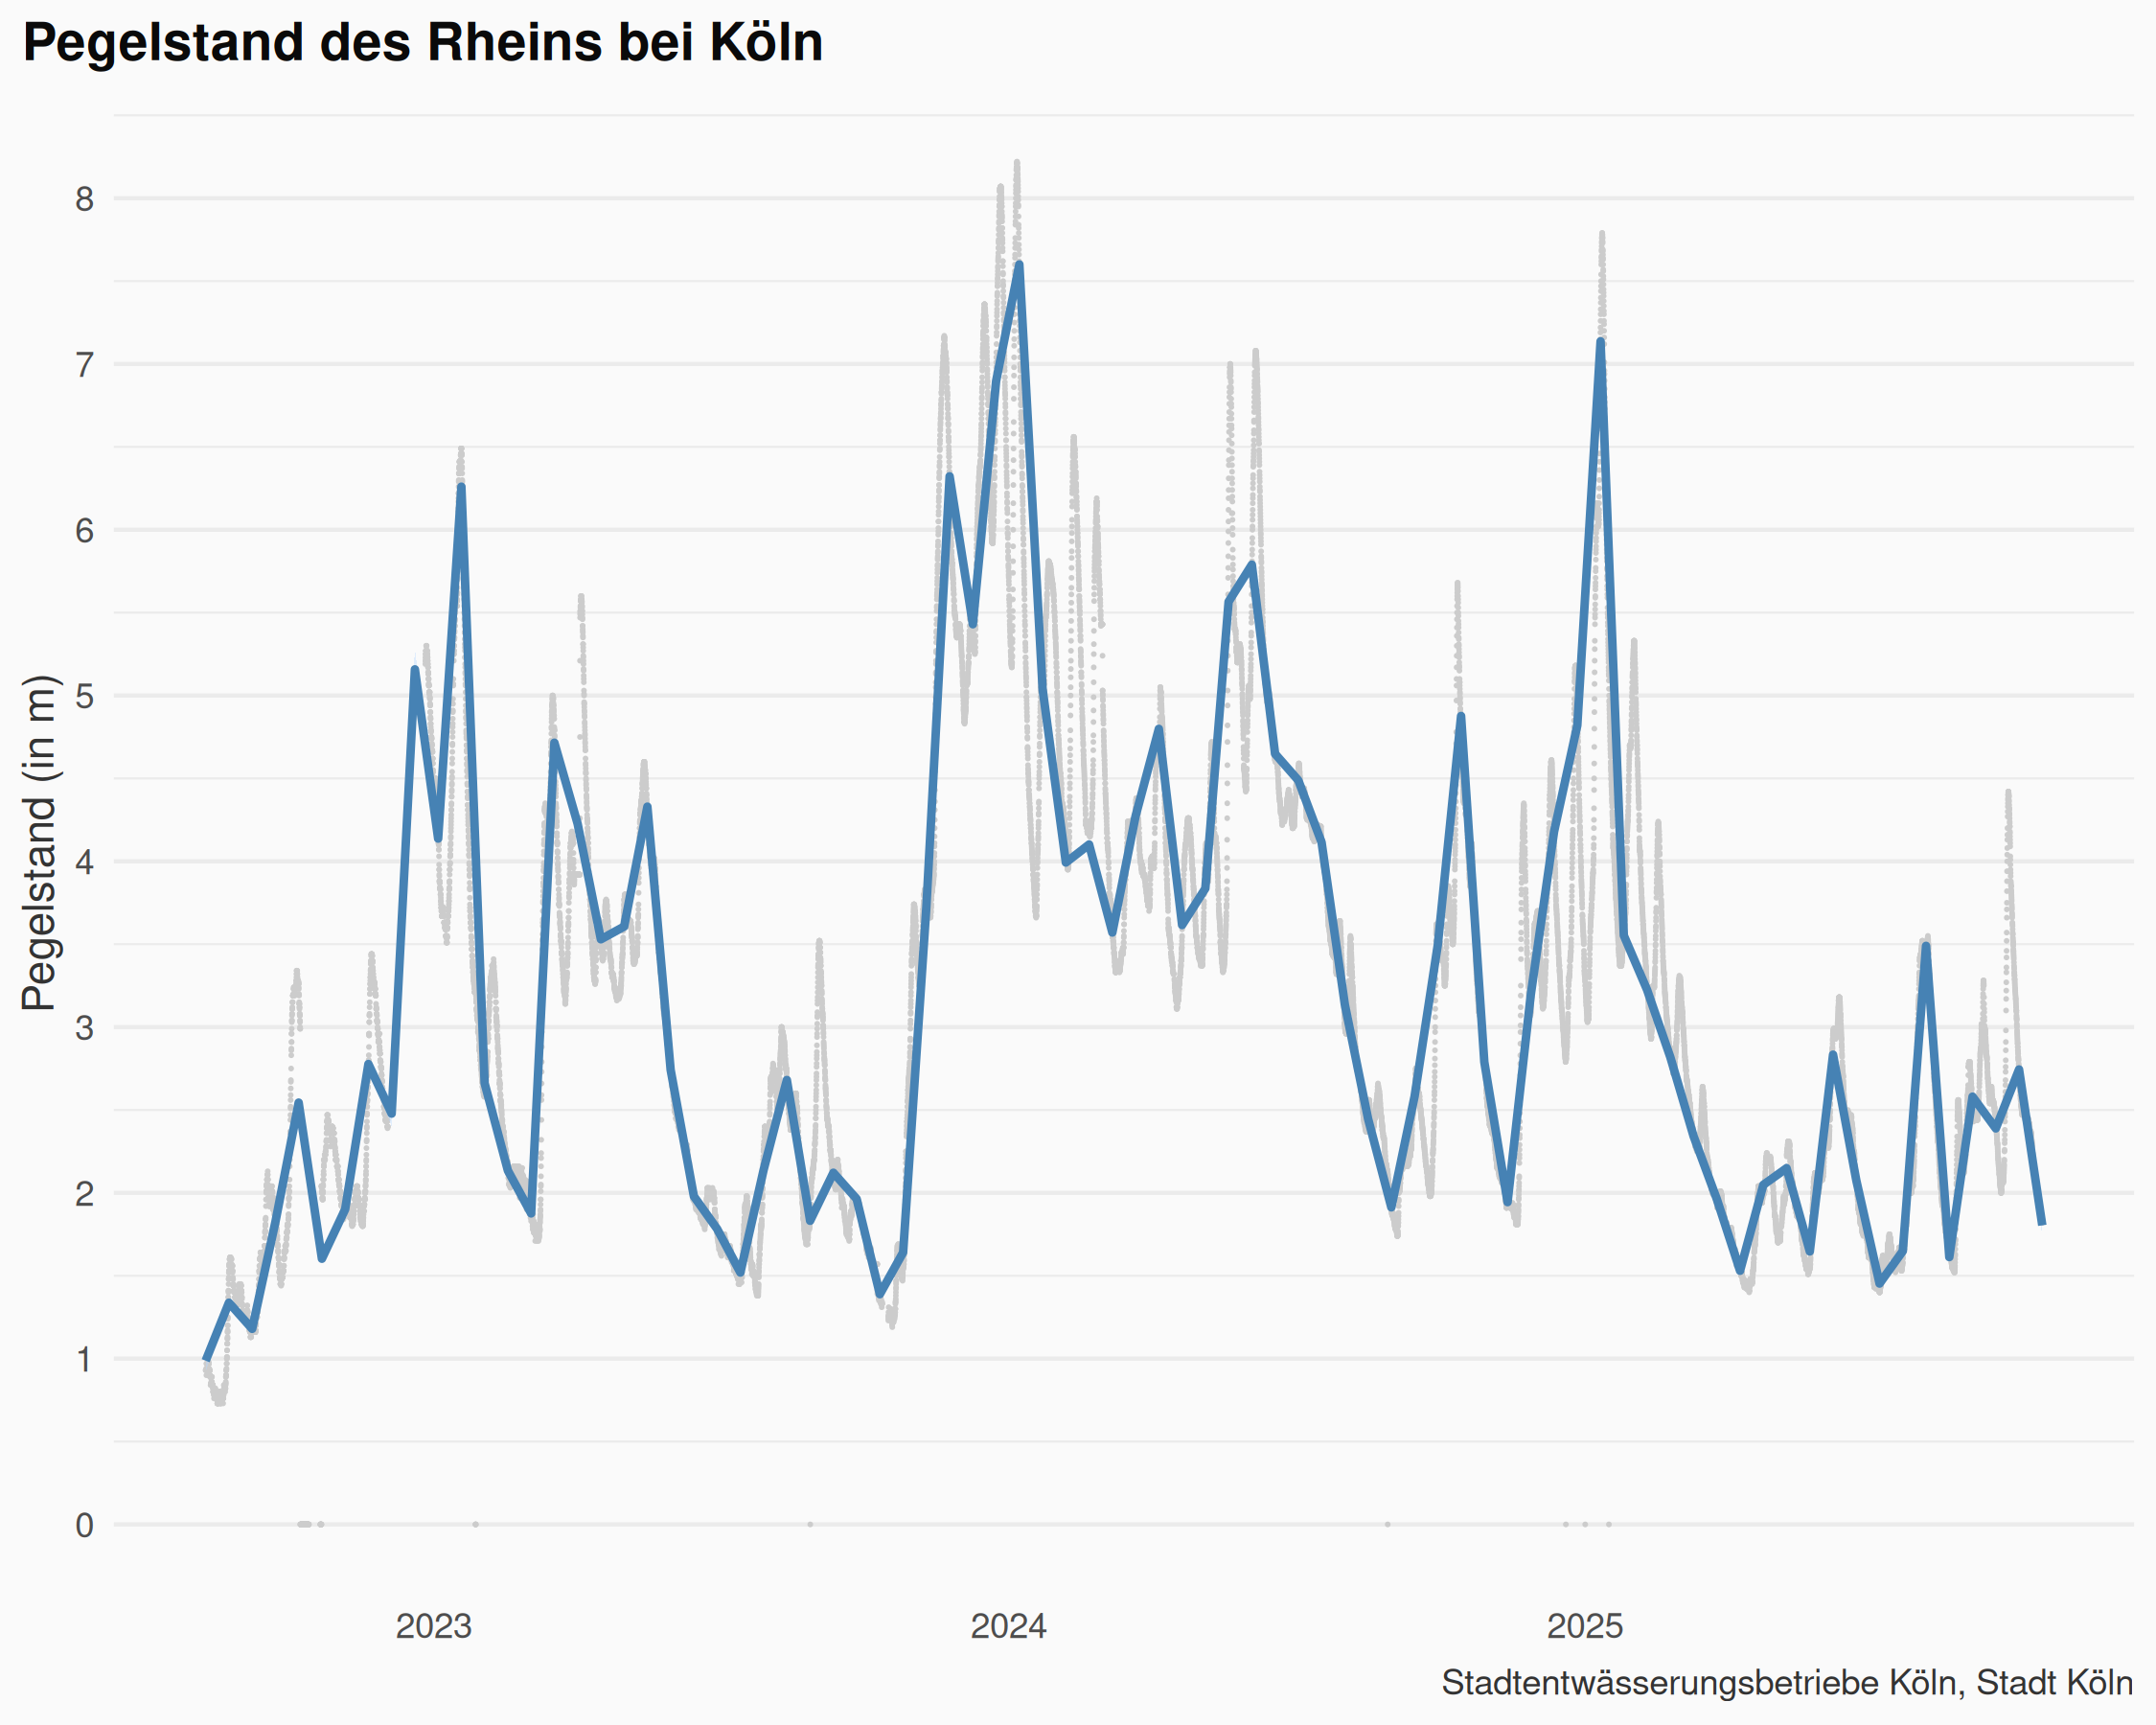 Pegelstand des Rheins bei Köln
Pegelstand (in m)
8
7
6
5
4
3
2
1
0
2023 2024 2025
Stadtentwässerungsbetriebe Köln, Stadt Köln